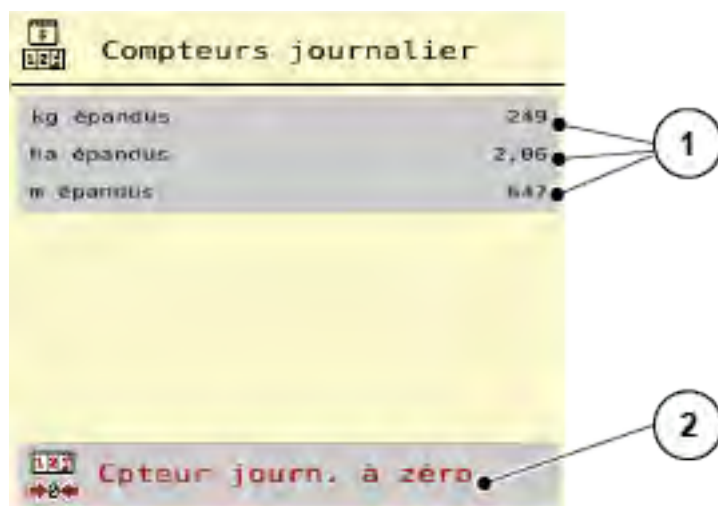 Compteurs journalier
kg épandus 249
ha épandus 2,06
m épandus 647
1
2
Cpteur journ. à zéro